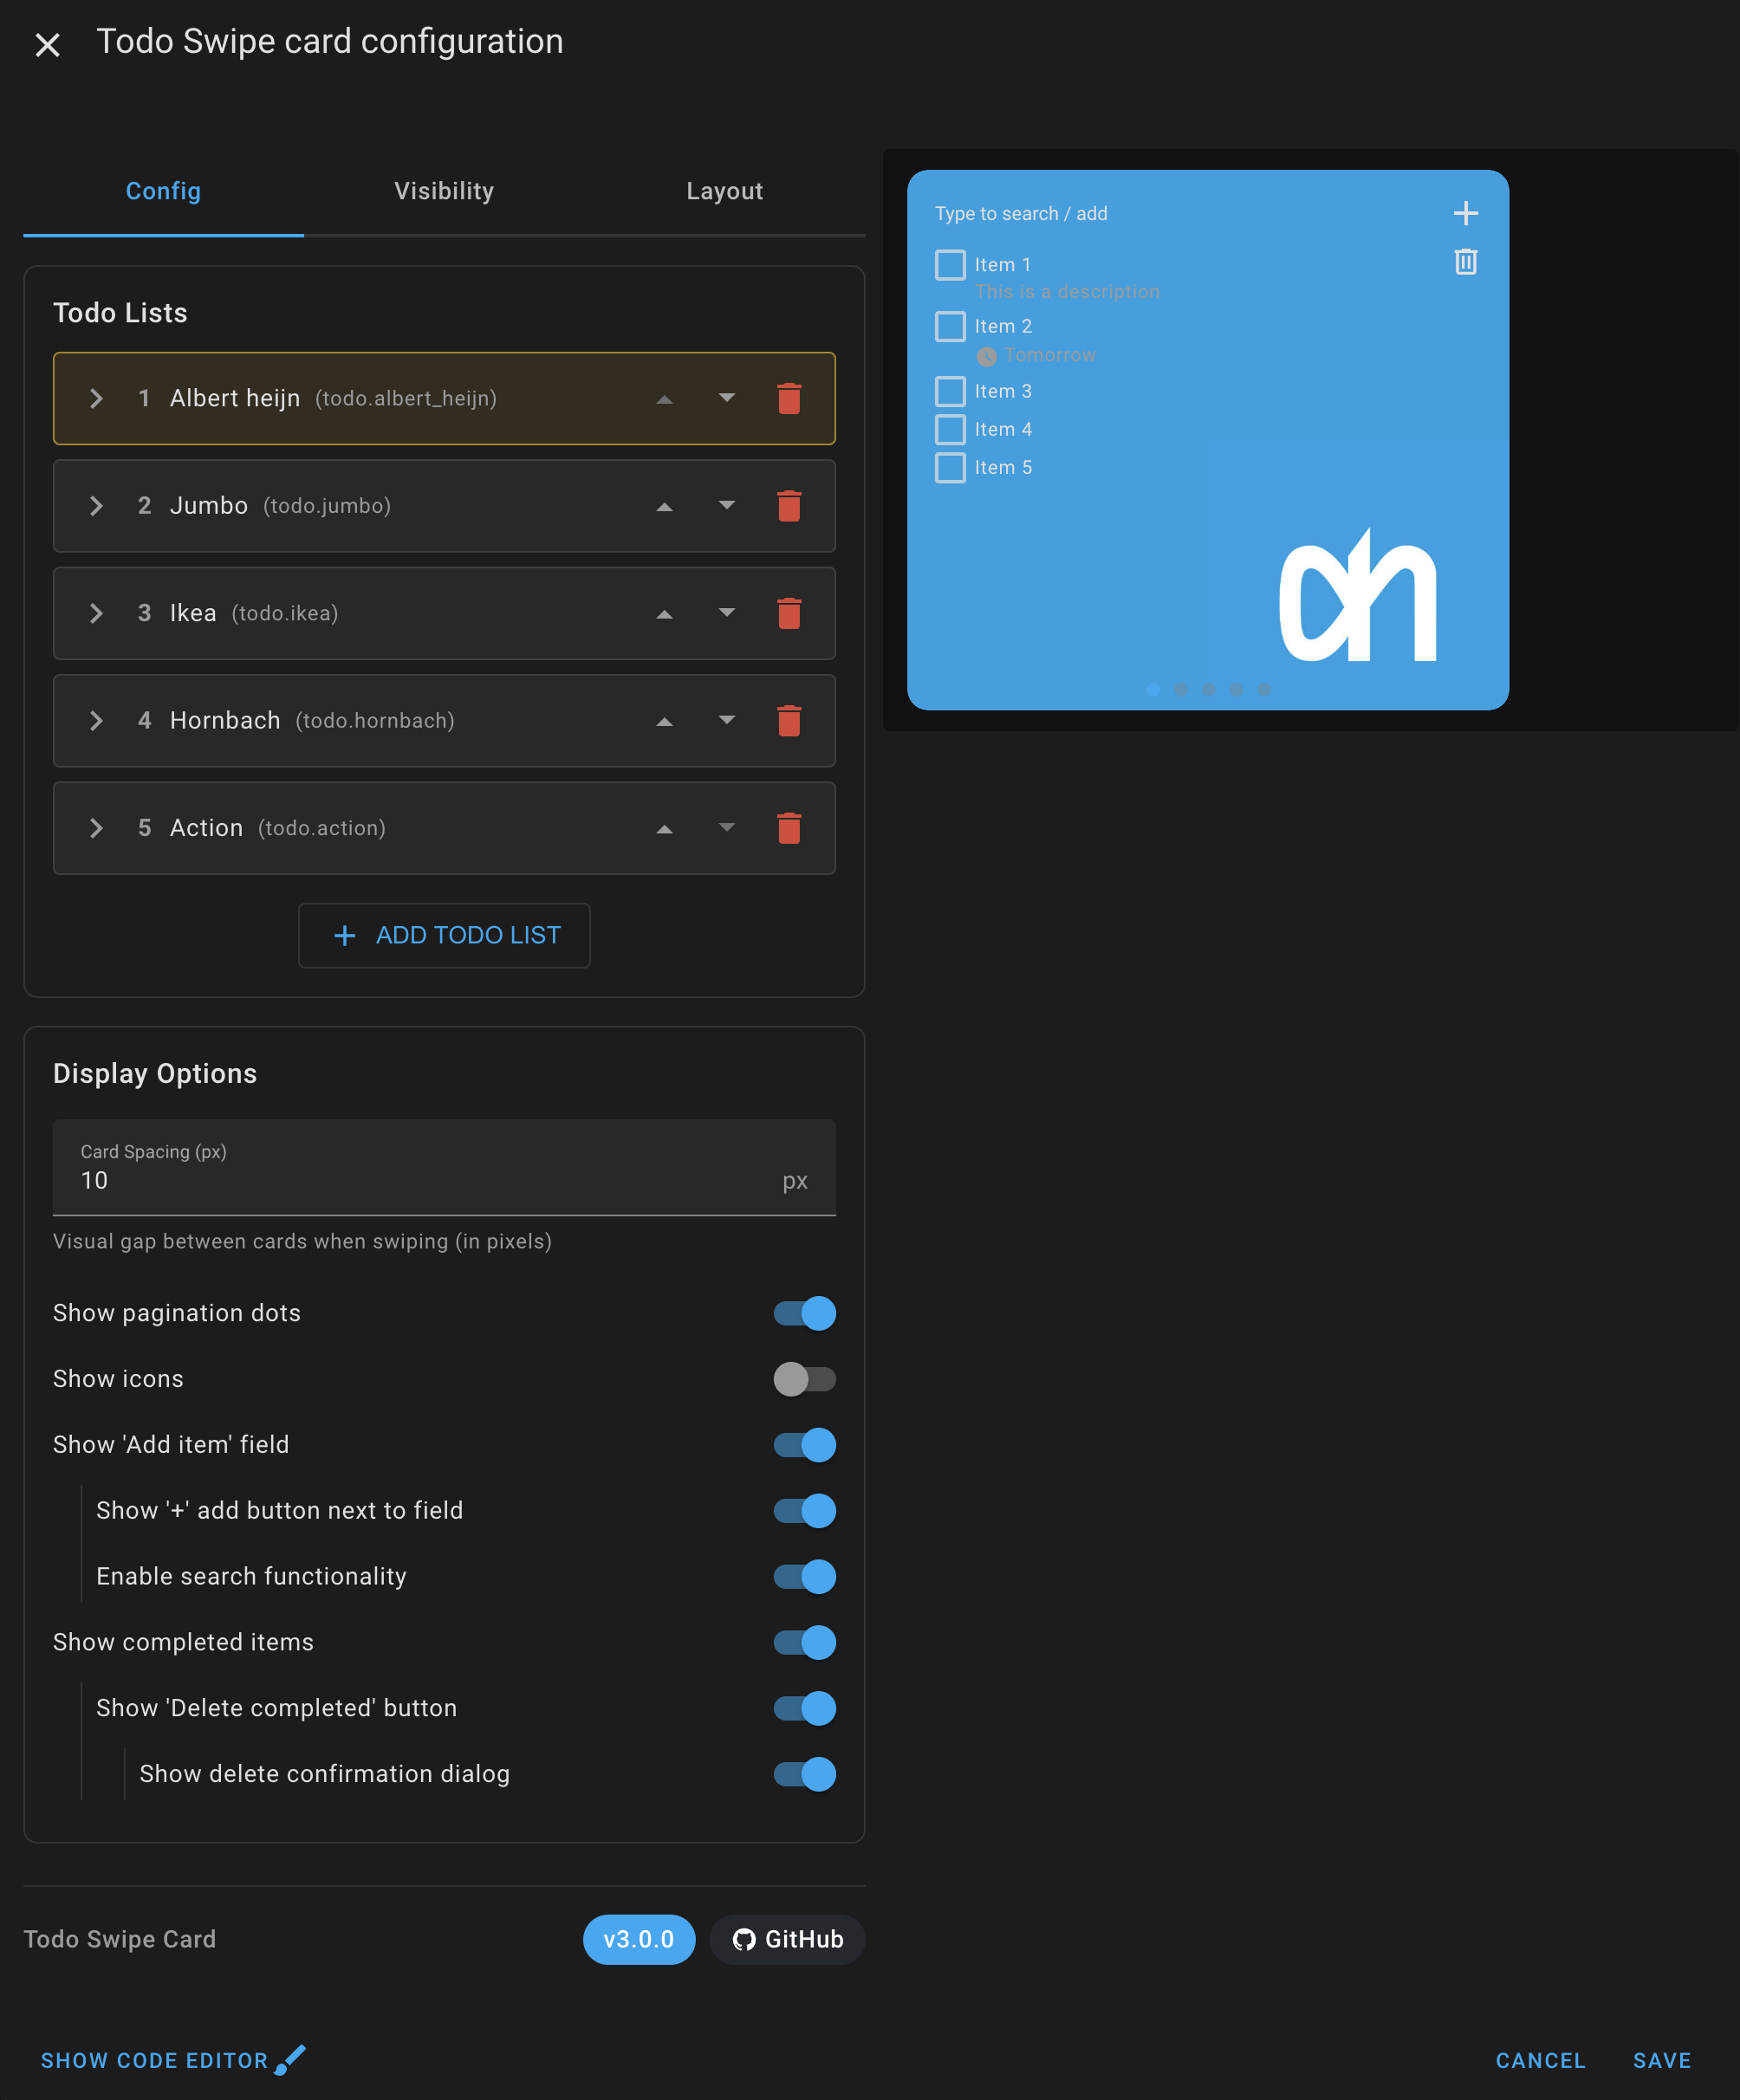 Todo Swipe card configuration
Config
Visibility
Layout
Todo Lists
1 Albert heijn (todo.albert_heijn)
2 Jumbo (todo.jumbo)
3 Ikea (todo.ikea)
4 Hornbach (todo.hornbach)
5 Action (todo.action)
ADD TODO LIST
Display Options
Card Spacing (px)
10 px
Visual gap between cards when swiping (in pixels)
Show pagination dots
Show icons
Show 'Add item' field
Show '+' add button next to field
Enable search functionality
Show completed items
Show 'Delete completed' button
Show delete confirmation dialog
Todo Swipe Card
v3.0.0
GitHub
Type to search / add
Item 1
This is a description
Item 2
Tomorrow
Item 3
Item 4
Item 5
ah
SHOW CODE EDITOR
CANCEL
SAVE